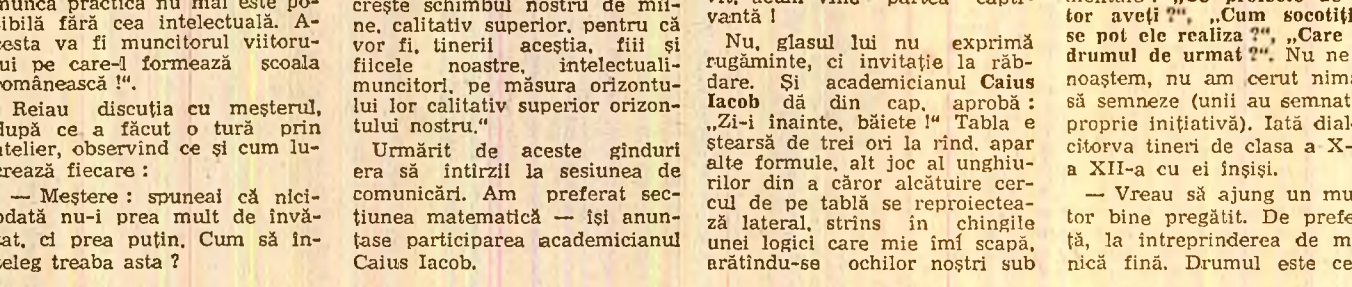 munca practică nu mai este po-
ibilă fără cea intelectuală. A-
esta va fi muncitorul viitoru-
ui pe care-l formează școala
omânească !“.
Reiau discuția cu meșterul,
după ce a făcut o tură prin
atelier, observînd ce și cum lu-
rează fiecare :
— Meștere : spuneai că nici-
odată nu-i prea mult de învă-
țat, ci prea puțin. Cum să în-
țeleg treaba asta ?
crește schimbul nostru de mîi-
ne, calitativ superior, pentru că
vor fi, tinerii aceștia, fiii și
fiicele noastre, intelectuali-
muncitori, pe măsura orizontu-
lui lor calitativ superior orizon-
tului nostru.“
Urmărit de aceste gînduri
era să întîrzii la sesiunea de
comunicări. Am preferat sec-
țiunea matematică — își anun-
țase participarea academicianul
Caius Iacob.
vantă !
Nu, glasul lui nu exprimă
rugăminte, ci invitație la răb-
dare. Și academicianul Caius
Iacob dă din cap, aprobă :
„Zi-i înainte, băiete !“ Tabla e
ștearsă de trei ori la rînd, apar
alte formule, alt joc al unghiu-
rilor din a căror alcătuire cer-
cul de pe tablă se reproiectea-
ză lateral, strîns în chingile
unei logici care mie îmi scapă,
arătîndu-se ochilor noștri sub
tor aveți ?“, „Cum socotiți
se pot ele realiza ?“, „Care
drumul de urmat ?“. Nu ne
noaștem, nu am cerut nim
să semneze (unii au semnat
proprie inițiativă). Iată dial
citorva tineri de clasa a X-
a XII-a cu ei înșiși.
— Vreau să ajung un mu
tor bine pregătit. De prefe
ță, la întreprinderea de m
nică fină. Drumul este ce